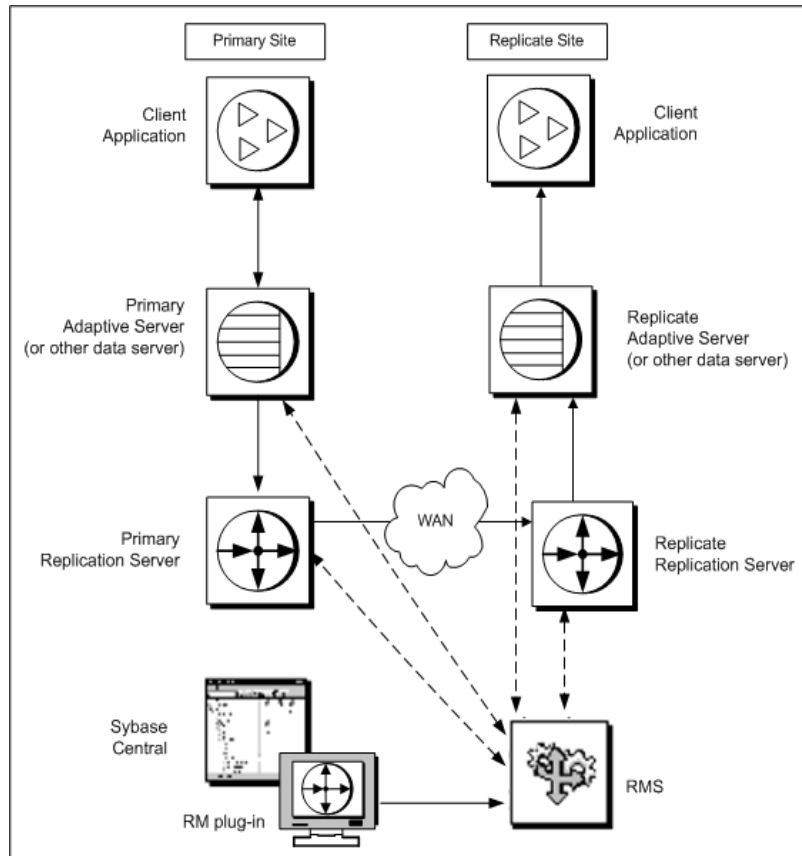 Primary Site
Replicate Site
Client
Application
Client
Application
Primary
Adaptive Server
(or other data server)
Replicate
Adaptive Server
(or other data server)
WAN
Primary
Replication Server
Replicate
Replication Server
Sybase
Central
RM plug-in
RMS